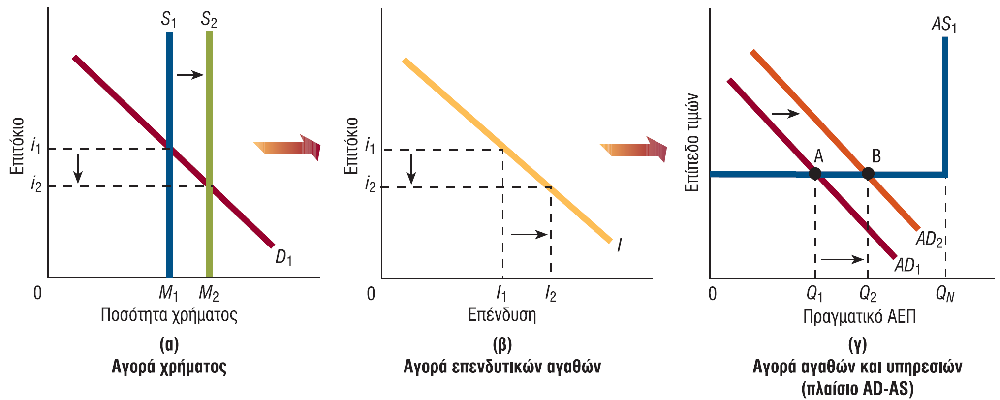 S1
S2
Επιτόκιο
i1
i2
D1
0
M1
M2
Ποσότητα χρήματος
(α)
Αγορά χρήματος
Επιτόκιο
i1
i2
I
0
I1
I2
Επένδυση
(β)
Αγορά επενδυτικών αγαθών
AS1
Επίπεδο τιμών
A
B
AD2
AD1
0
Q1
Q2
QN
Πραγματικό ΑΕΠ
(γ)
Αγορά αγαθών και υπηρεσιών
(πλαίσιο AD-AS)